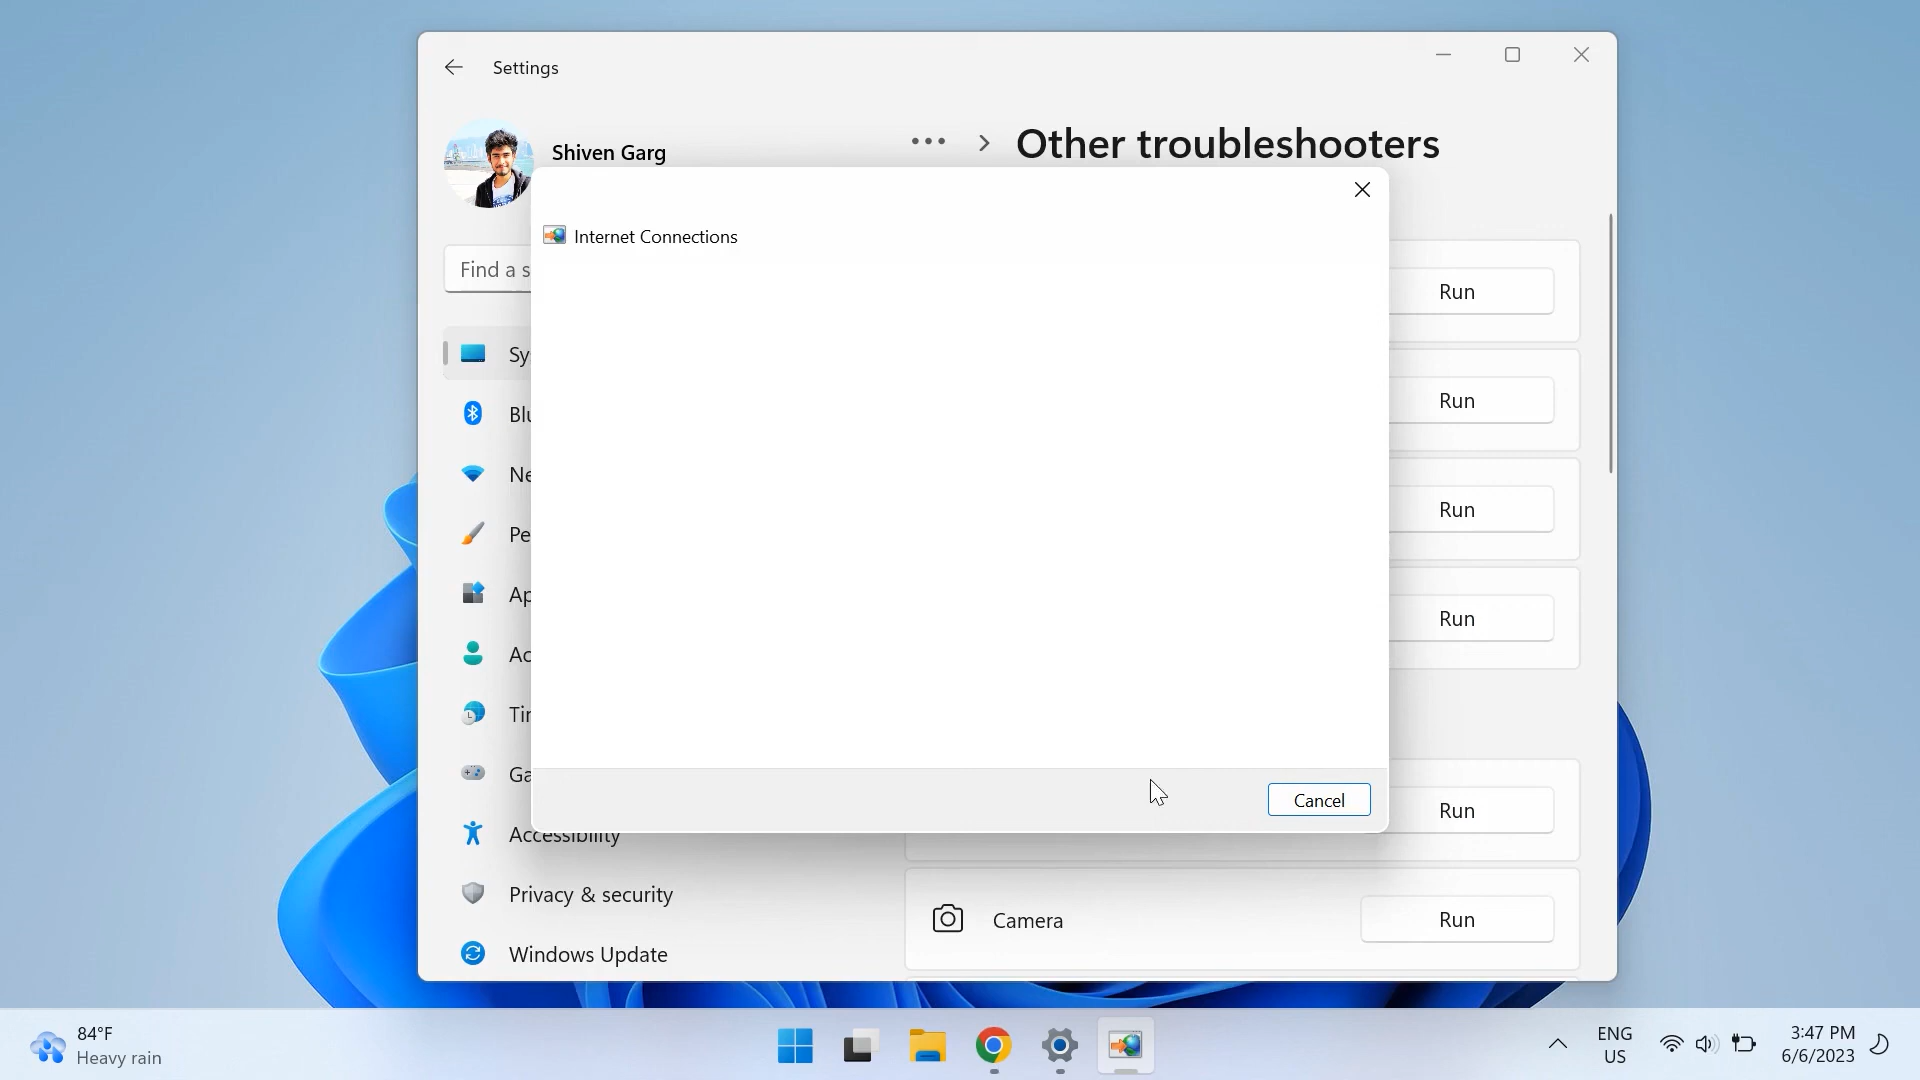 Settings
Shiven Garg
Other troubleshooters
Internet Connections
Find a s
Run
Sy
Run
Blu
Ne
Run
Pe
Ap
Run
Ac
Tir
Ga
Cancel
Run
Accessibility
Privacy & security
Camera
Run
Windows Update
84°F
Heavy rain
ENG
US
3:47 PM
6/6/2023